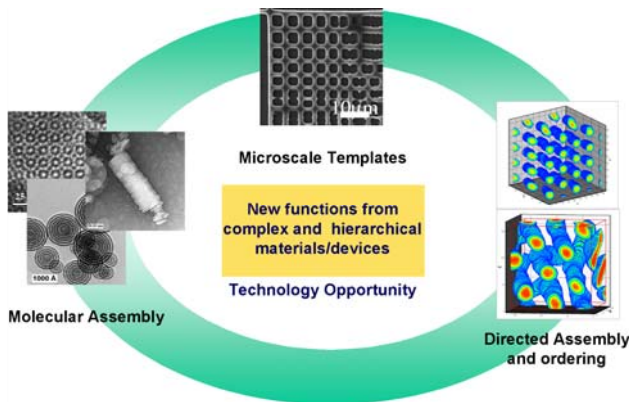 10µm
Microscale Templates
New functions from
complex and hierarchical
materials/devices
Technology Opportunity
1000 Å
Molecular Assembly
Directed Assembly
and ordering